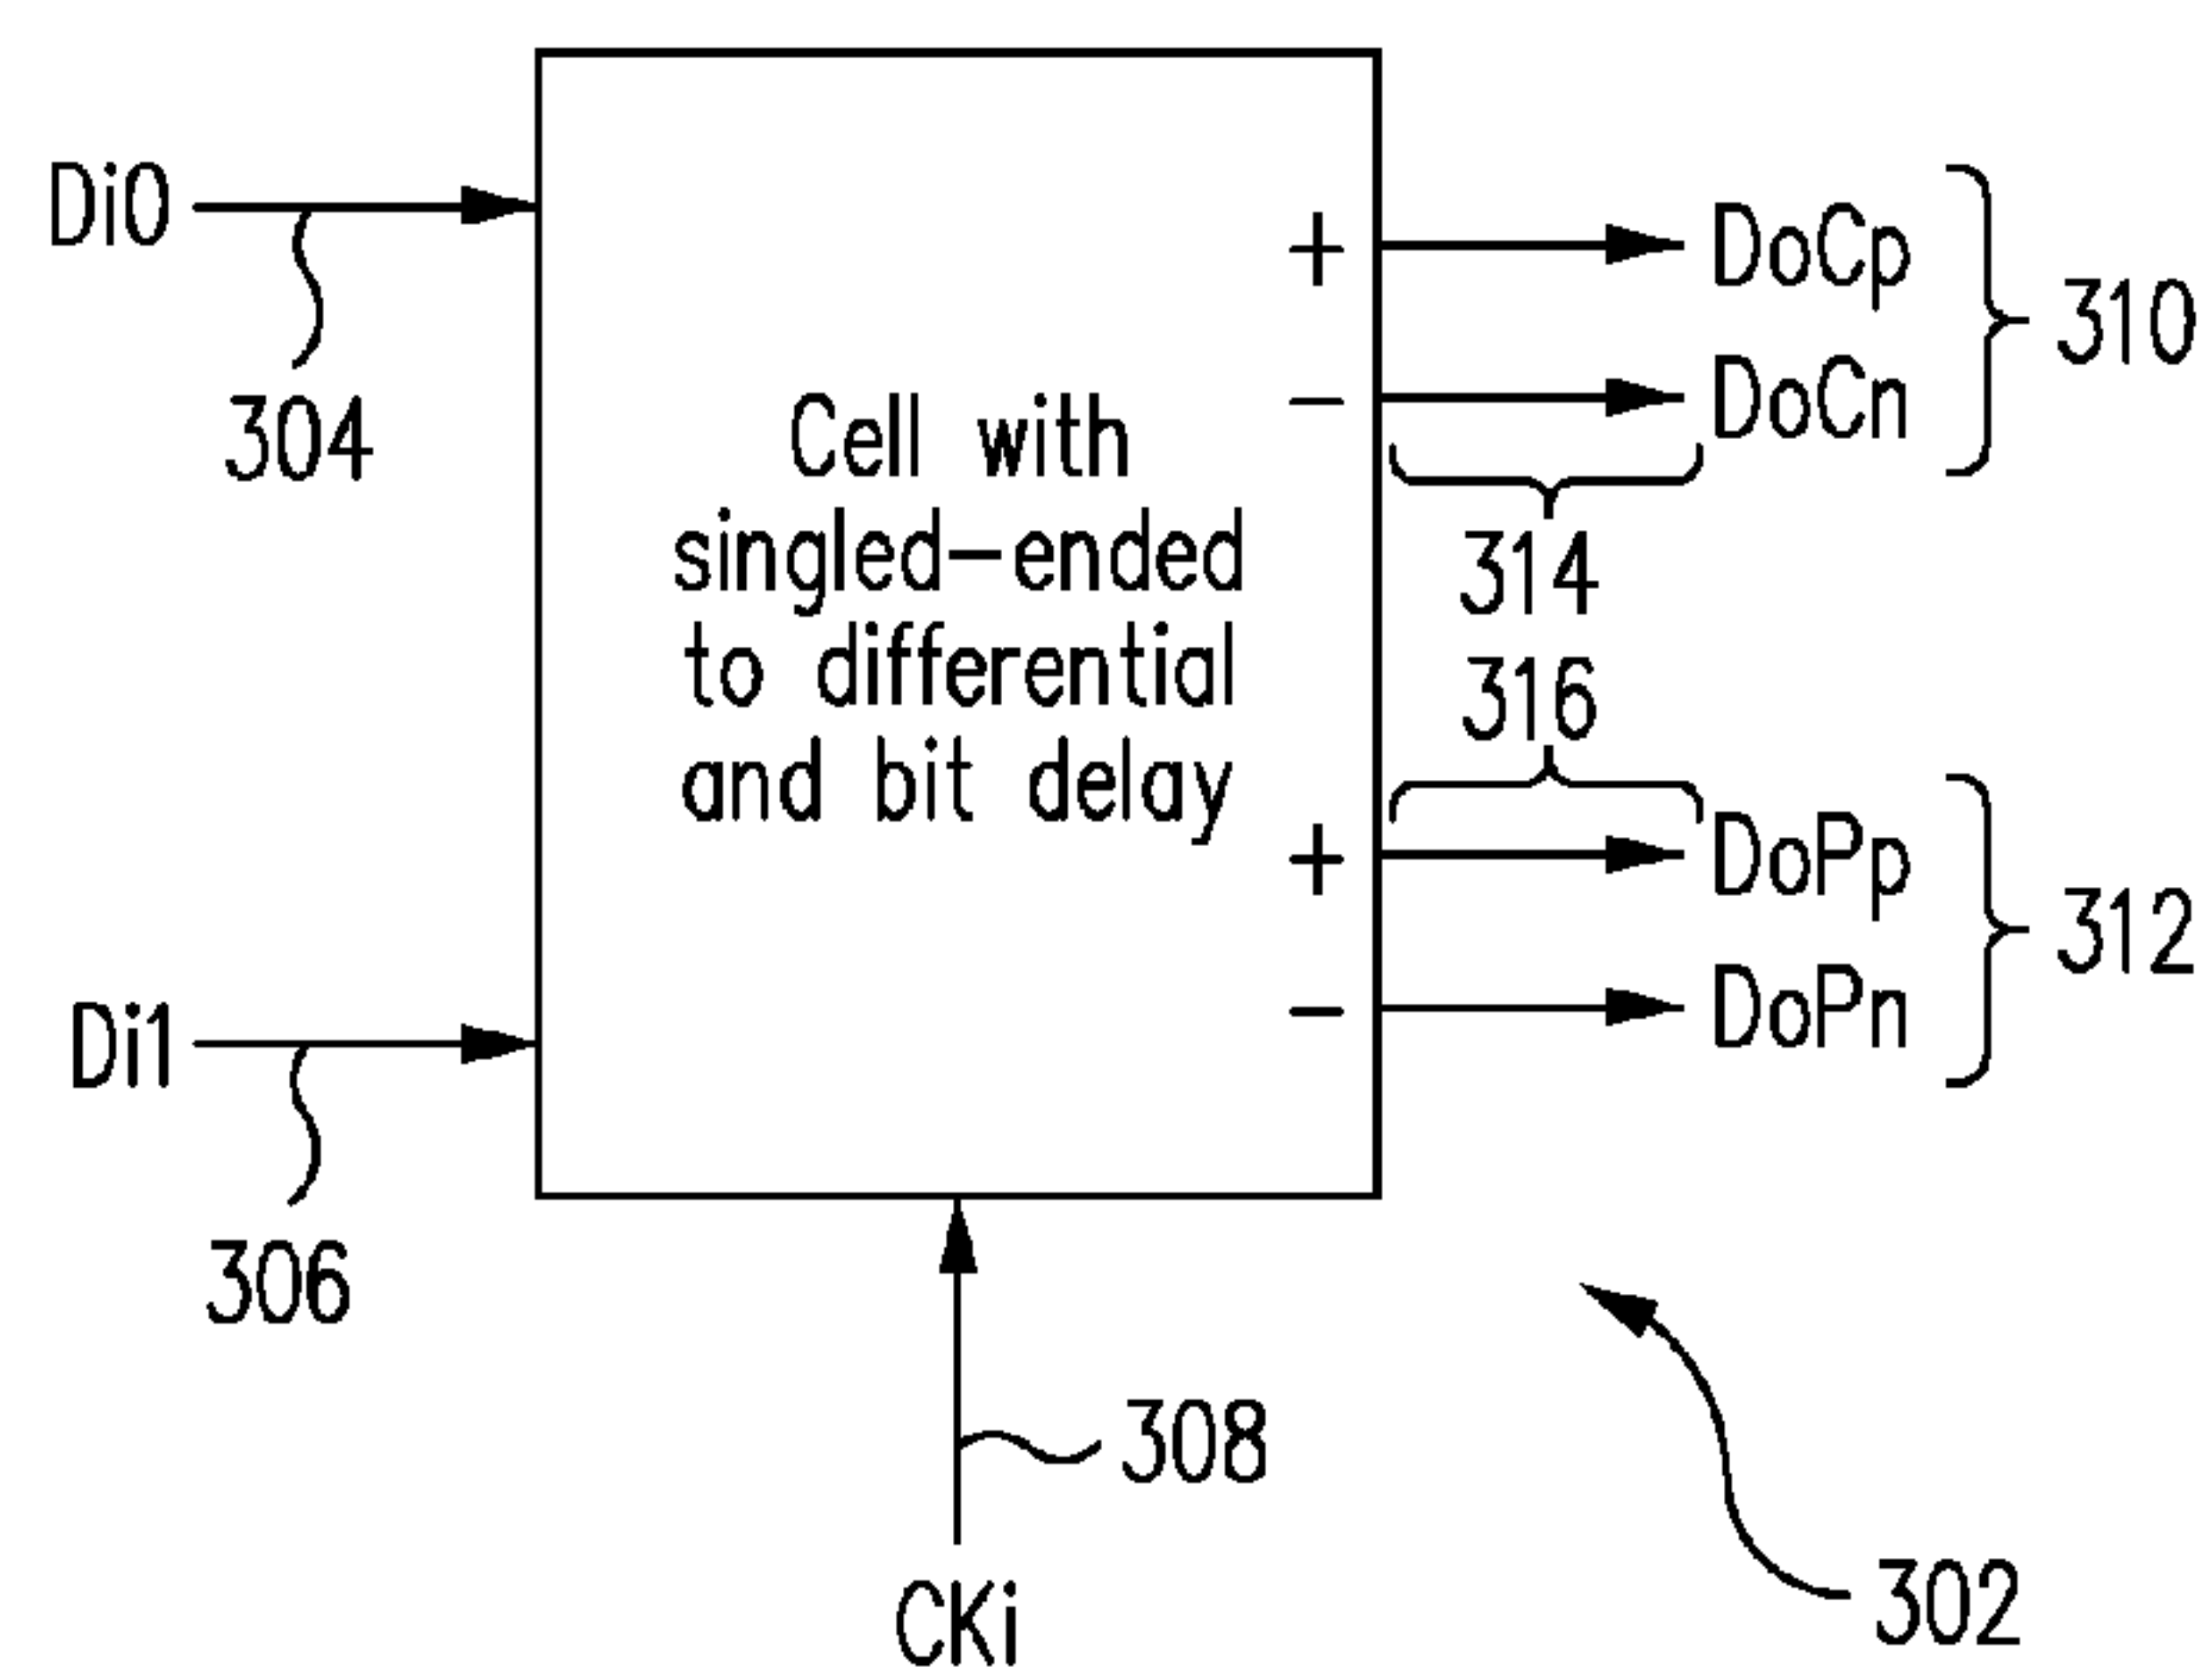 Di0
304
Di1
306
Cell with
singled-ended
to differential
and bit delay
+
−
+
−
DoCp
DoCn
310
314
316
DoPp
DoPn
312
308
CKi
302